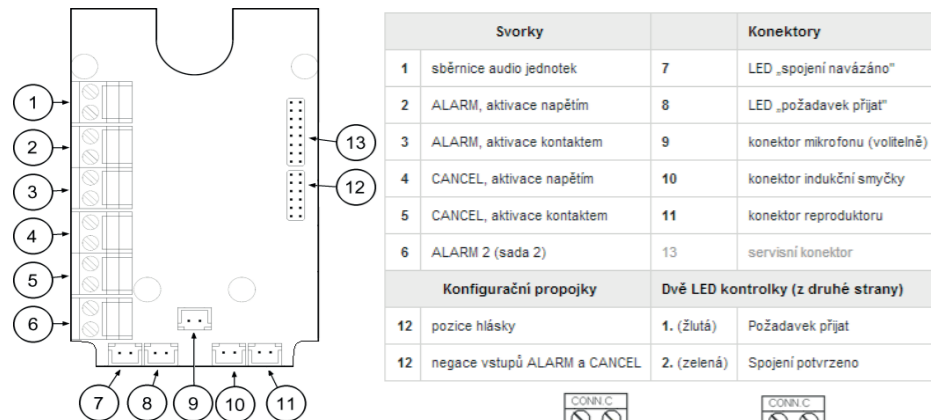 1
2
3
4
5
6
7
8
9
10
11
13
12
Svorky Konektory
1 sběrnice audio jednotek 7 LED „spojení navázáno"
2 ALARM, aktivace napětím 8 LED „požadavek přijat"
3 ALARM, aktivace kontaktem 9 konektor mikrofonu (volitelně)
4 CANCEL, aktivace napětím 10 konektor indukční smyčky
5 CANCEL, aktivace kontaktem 11 konektor reproduktoru
6 ALARM 2 (sada 2) 13 servisní konektor
Konfigurační propojky Dvě LED kontrolky (z druhé strany)
12 pozice hlásky 1. (žlutá) Požadavek přijat
12 negace vstupů ALARM a CANCEL 2. (zelená) Spojení potvrzeno
CONN.C CONN.C